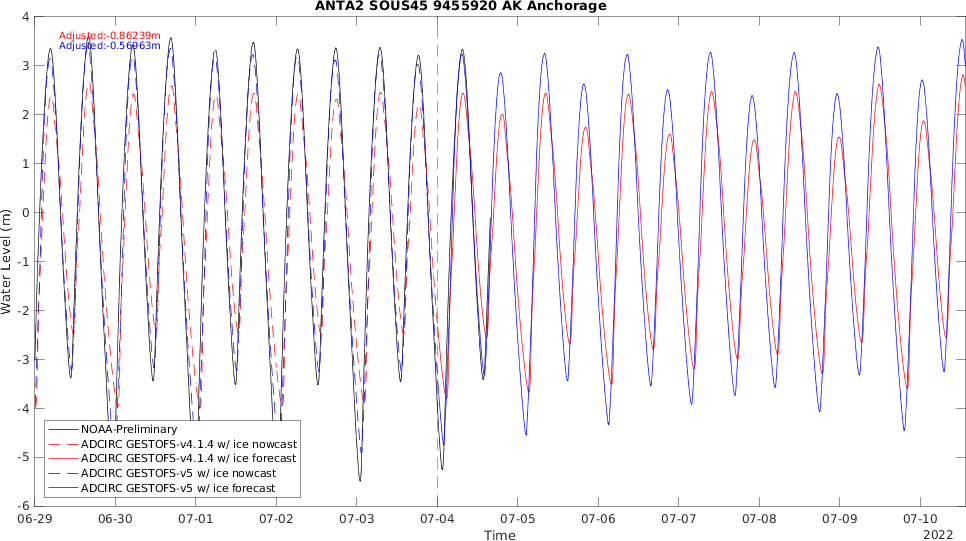 ANTA2 SOUS45 9455920 AK Anchorage
Adjusted:-0.86239m
Adjusted:-0.56963m
4
3
2
1
0
-1
-2
-3
-4
-5
-6
Water Level (m)
NOAA-Preliminary
ADCIRC GESTOFS-v4.1.4 w/ ice nowcast
ADCIRC GESTOFS-v4.1.4 w/ ice forecast
ADCIRC GESTOFS-v5 w/ ice nowcast
ADCIRC GESTOFS-v5 w/ ice forecast
06-29 06-30 07-01 07-02 07-03 07-04 07-05 07-06 07-07 07-08 07-09 07-10
Time
2022